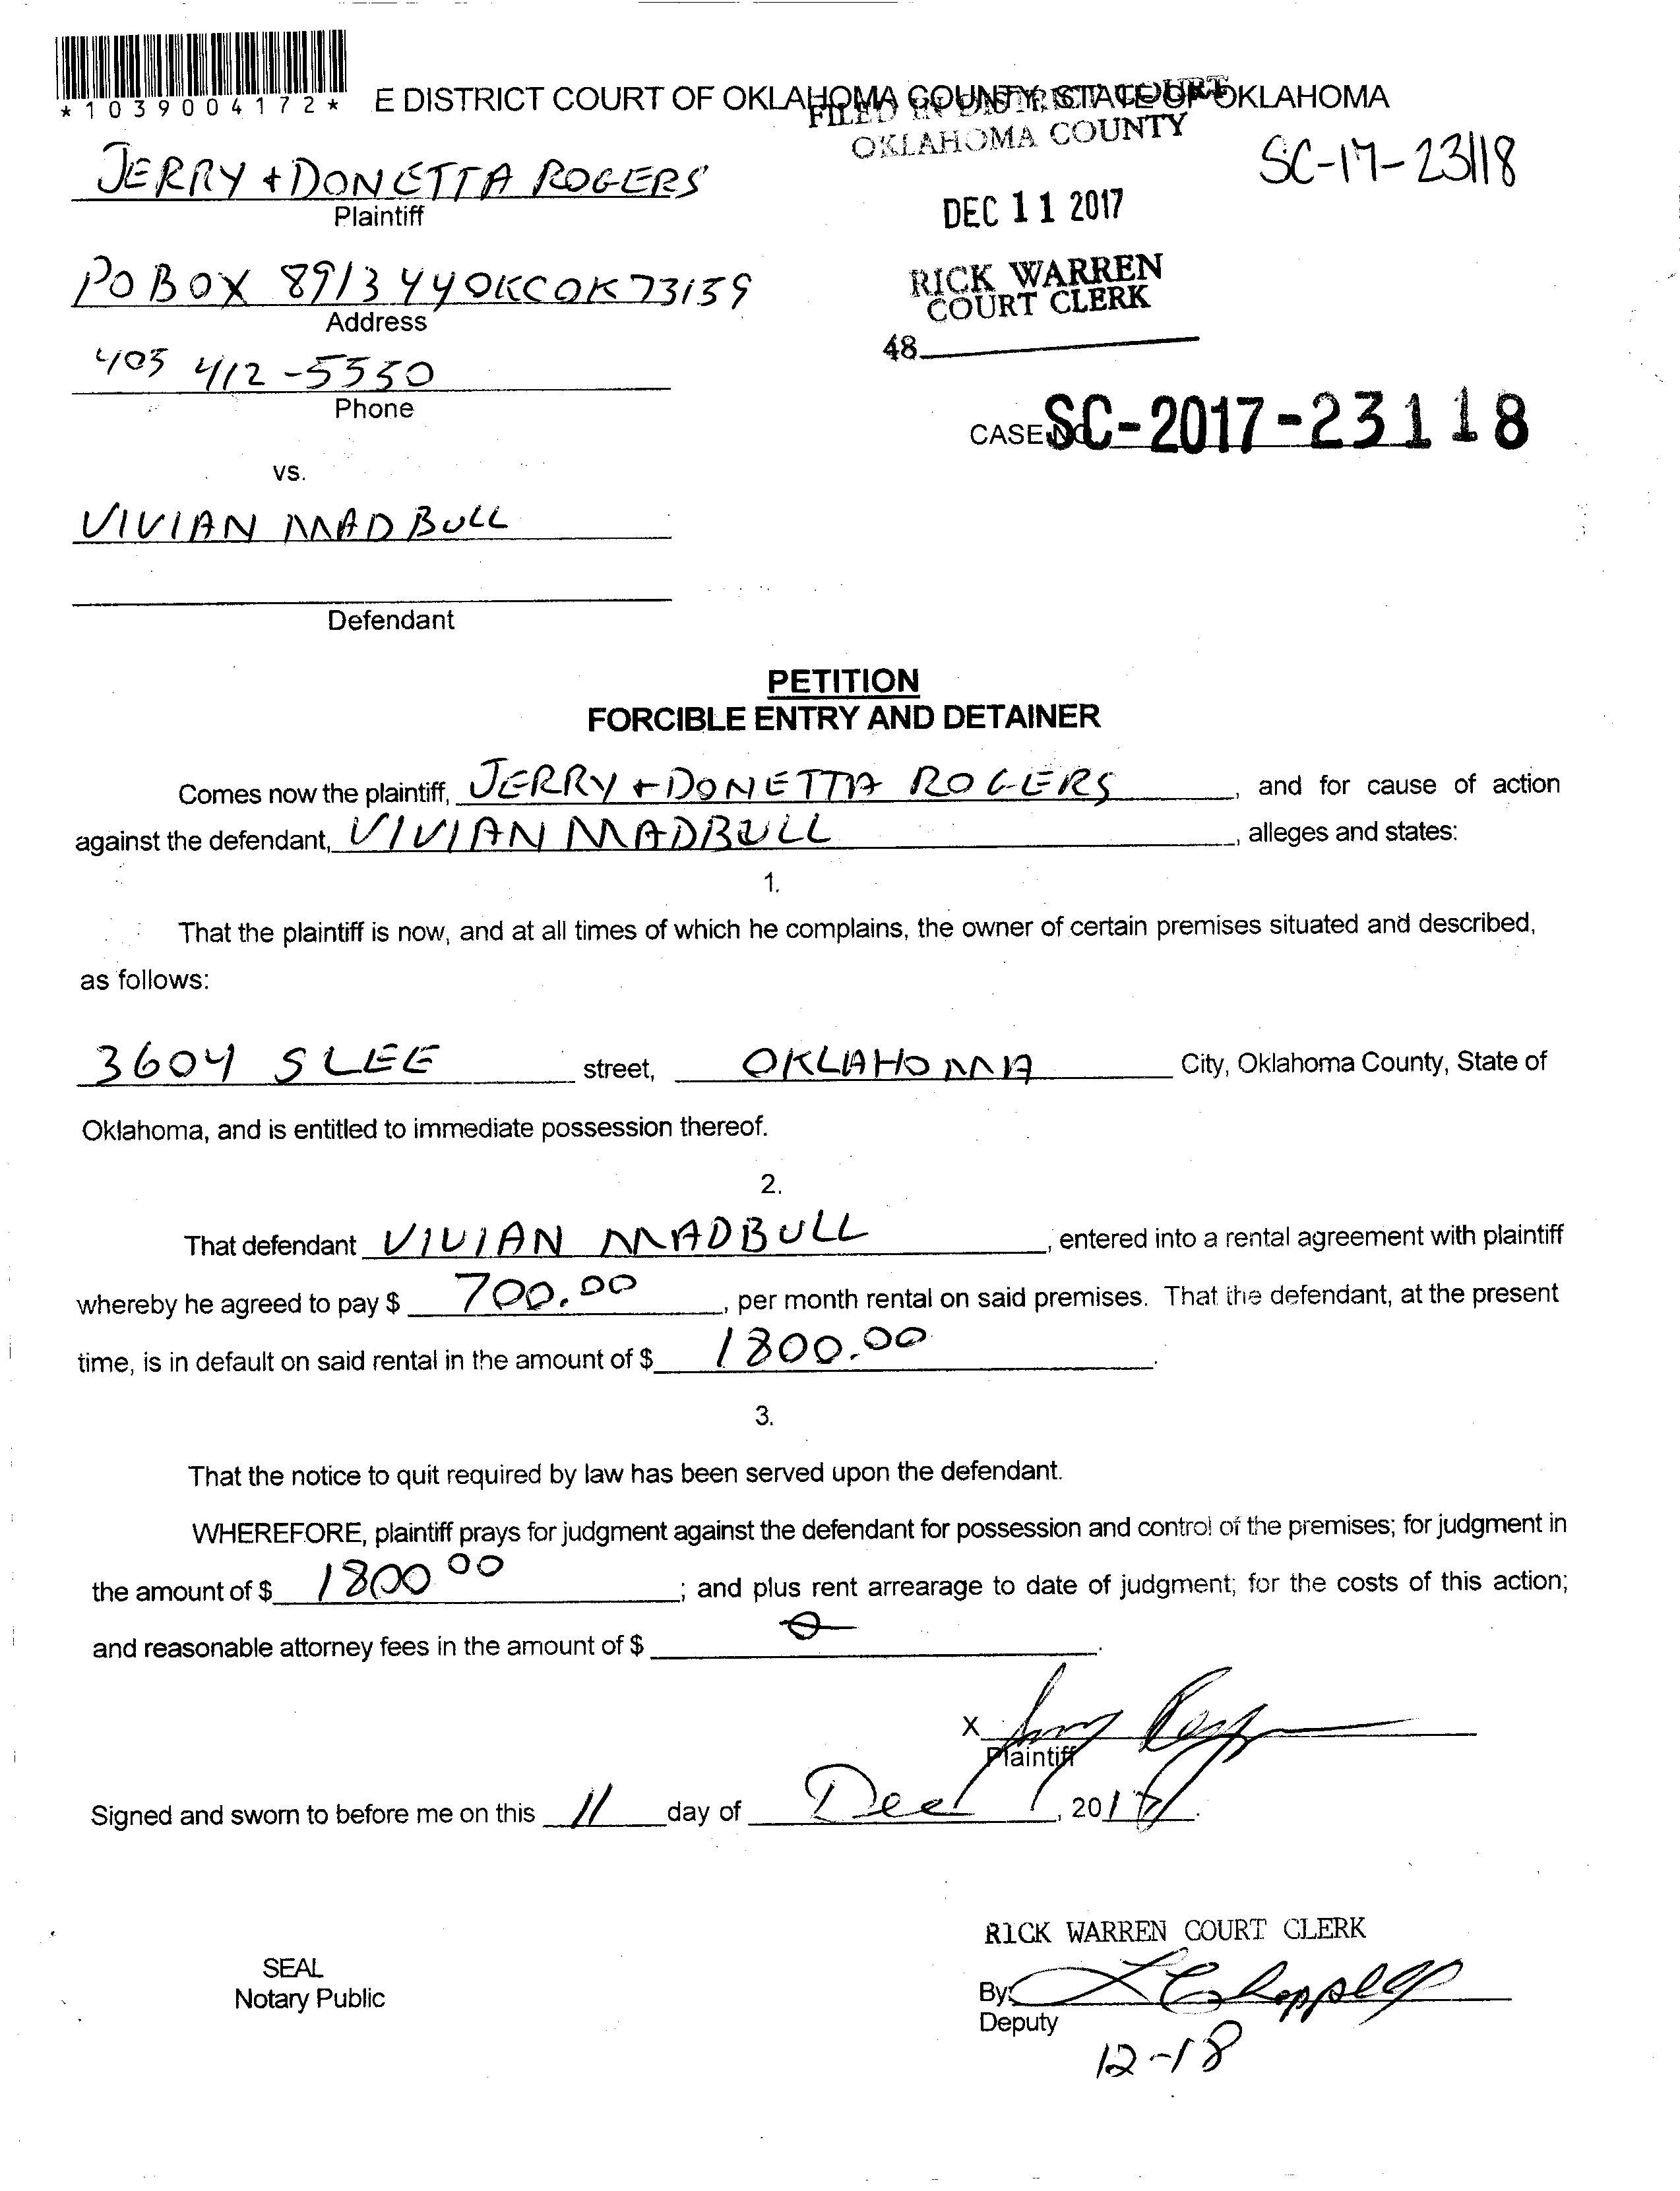 *1039004172*
E DISTRICT COURT OF OKLAHOMA COUNTY, STATE OF OKLAHOMA
FILED IN DISTRICT COURT
OKLAHOMA COUNTY
SC-17-23118
JERRY + DONETTA ROGERS
Plaintiff
DEC 11 2017
PO BOX 891344 OKC OK 73159
Address
RICK WARREN
COURT CLERK
405 412-5550
Phone
48
CASE NO. SC-2017-23118
vs.
VIVIAN MADBULL
Defendant
PETITION
FORCIBLE ENTRY AND DETAINER
Comes now the plaintiff, JERRY + DONETTA ROGERS, and for cause of action
against the defendant, VIVIAN MADBULL, alleges and states:
1.
That the plaintiff is now, and at all times of which he complains, the owner of certain premises situated and described,
as follows:
3604 S LEE street, OKLAHOMA City, Oklahoma County, State of
Oklahoma, and is entitled to immediate possession thereof.
2.
That defendant VIVIAN MADBULL, entered into a rental agreement with plaintiff
whereby he agreed to pay $ 700.00, per month rental on said premises. That the defendant, at the present
time, is in default on said rental in the amount of $ 1800.00.
3.
That the notice to quit required by law has been served upon the defendant.
WHEREFORE, plaintiff prays for judgment against the defendant for possession and control of the premises; for judgment in
the amount of $ 1800 00; and plus rent arrearage to date of judgment; for the costs of this action;
and reasonable attorney fees in the amount of $ 0.
X Jerry Rogers
Plaintiff
Signed and sworn to before me on this 11 day of Dec, 2017.
RICK WARREN COURT CLERK
SEAL
Notary Public
By:
Deputy
12-18